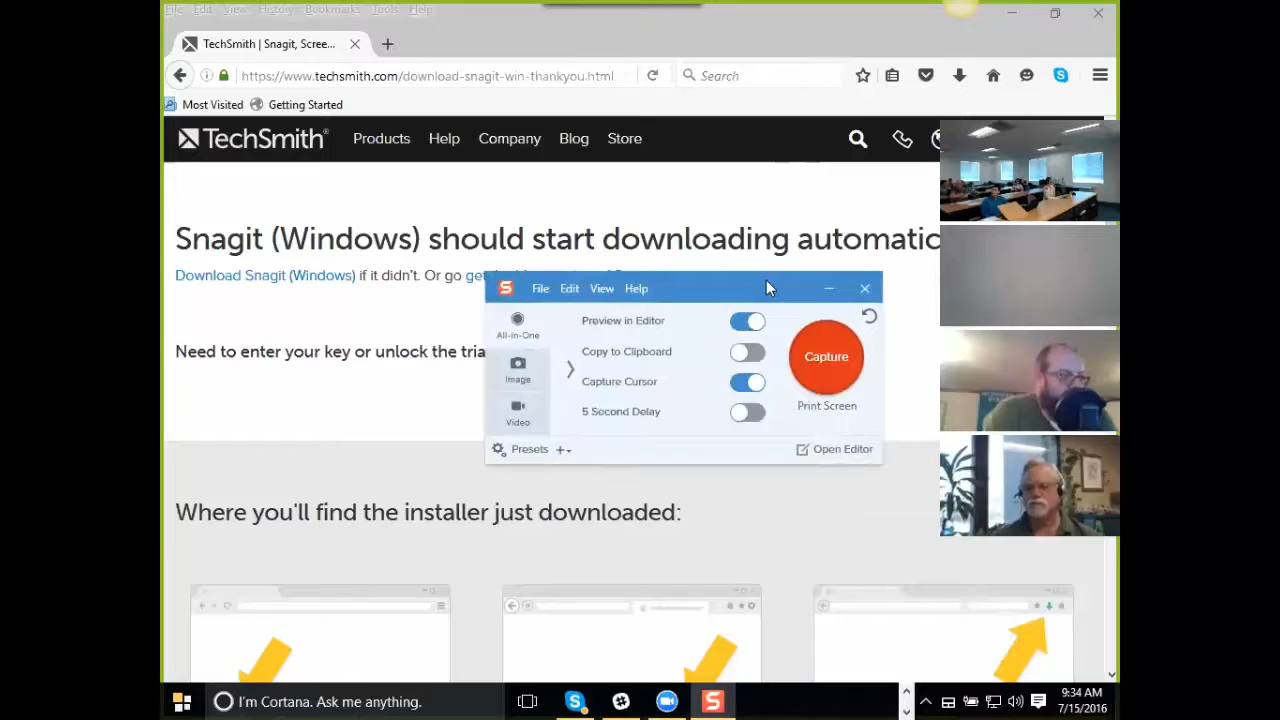 File Edit View History Bookmarks Tools Help
TechSmith | Snagit, Scree...
https://www.techsmith.com/download-snagit-win-thankyou.html
Search
Most Visited Getting Started
TechSmith® Products Help Company Blog Store
Snagit (Windows) should start downloading automatic
Download Snagit (Windows) if it didn't. Or go get
File Edit View Help
Preview in Editor
All-in-One
Copy to Clipboard
Capture
Need to enter your key or unlock the tria
Image
Capture Cursor
Print Screen
5 Second Delay
Video
Presets
Open Editor
Where you'll find the installer just downloaded:
I'm Cortana. Ask me anything.
9:34 AM
7/15/2016